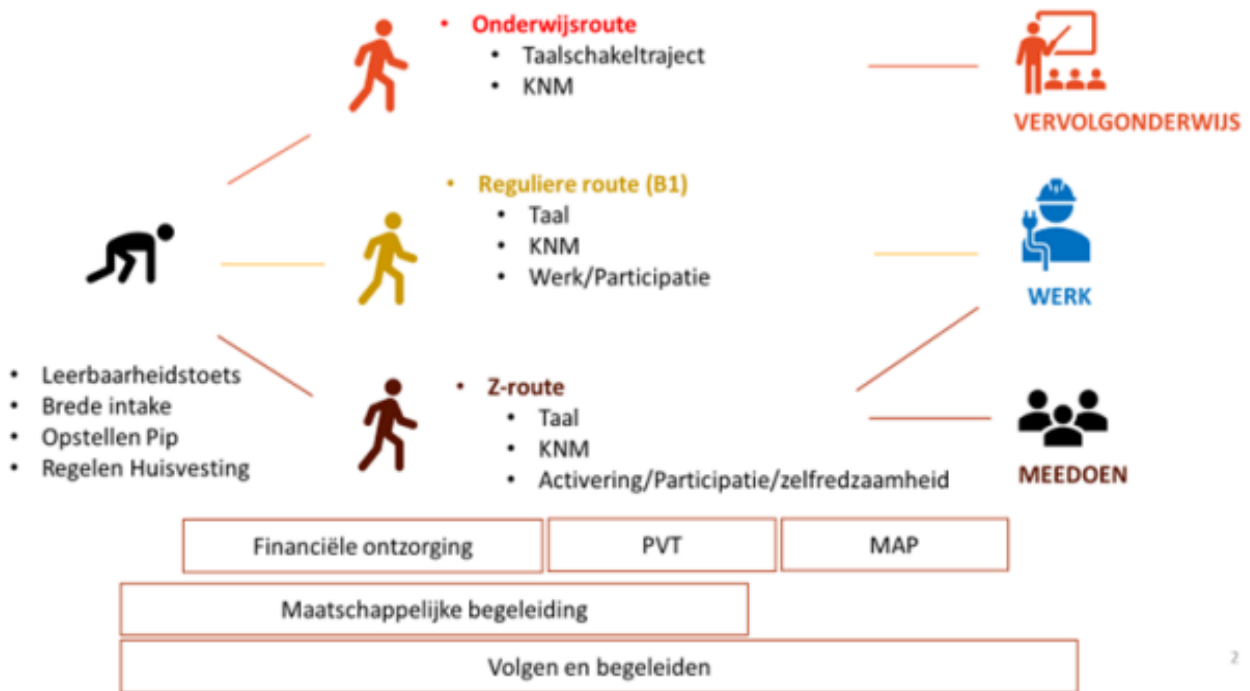 Onderwijsroute
Taalschakeltraject
KNM
VERVOLGONDERWIJS
Reguliere route (B1)
Taal
KNM
Werk/Participatie
WERK
Leerbaarheidstoets
Brede intake
Opstellen Pip
Regelen Huisvesting
Z-route
Taal
KNM
Activering/Participatie/zelfredzaamheid
MEEDOEN
Financiële ontzorging
PVT
MAP
Maatschappelijke begeleiding
Volgen en begeleiden
2